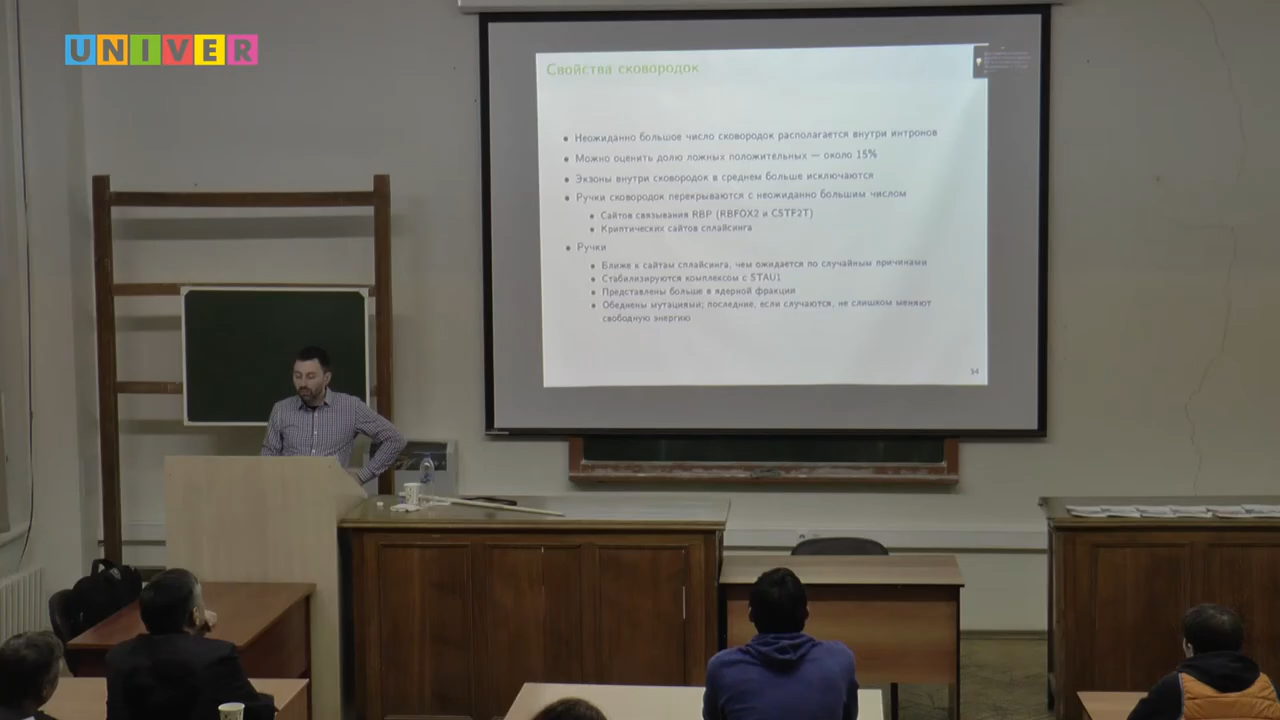 UNIVER
Свойства сковородок
Неожиданно большое число сковородок располагается внутри интронов
Можно оценить долю ложных положительных — около 15%
Экзоны внутри сковородок в среднем больше исключаются
Ручки сковородок перекрываются с неожиданно большим числом
Сайтов связывания RBP (RBFOX2 и CSTF2T)
Криптических сайтов сплайсинга
Ручки
Ближе к сайтам сплайсинга, чем ожидается по случайным причинами
Стабилизируются комплексом с STAU1
Представлены больше в ядерной фракции
Обеднены мутациями; последние, если случаются, не слишком меняют
свободную энергию
34